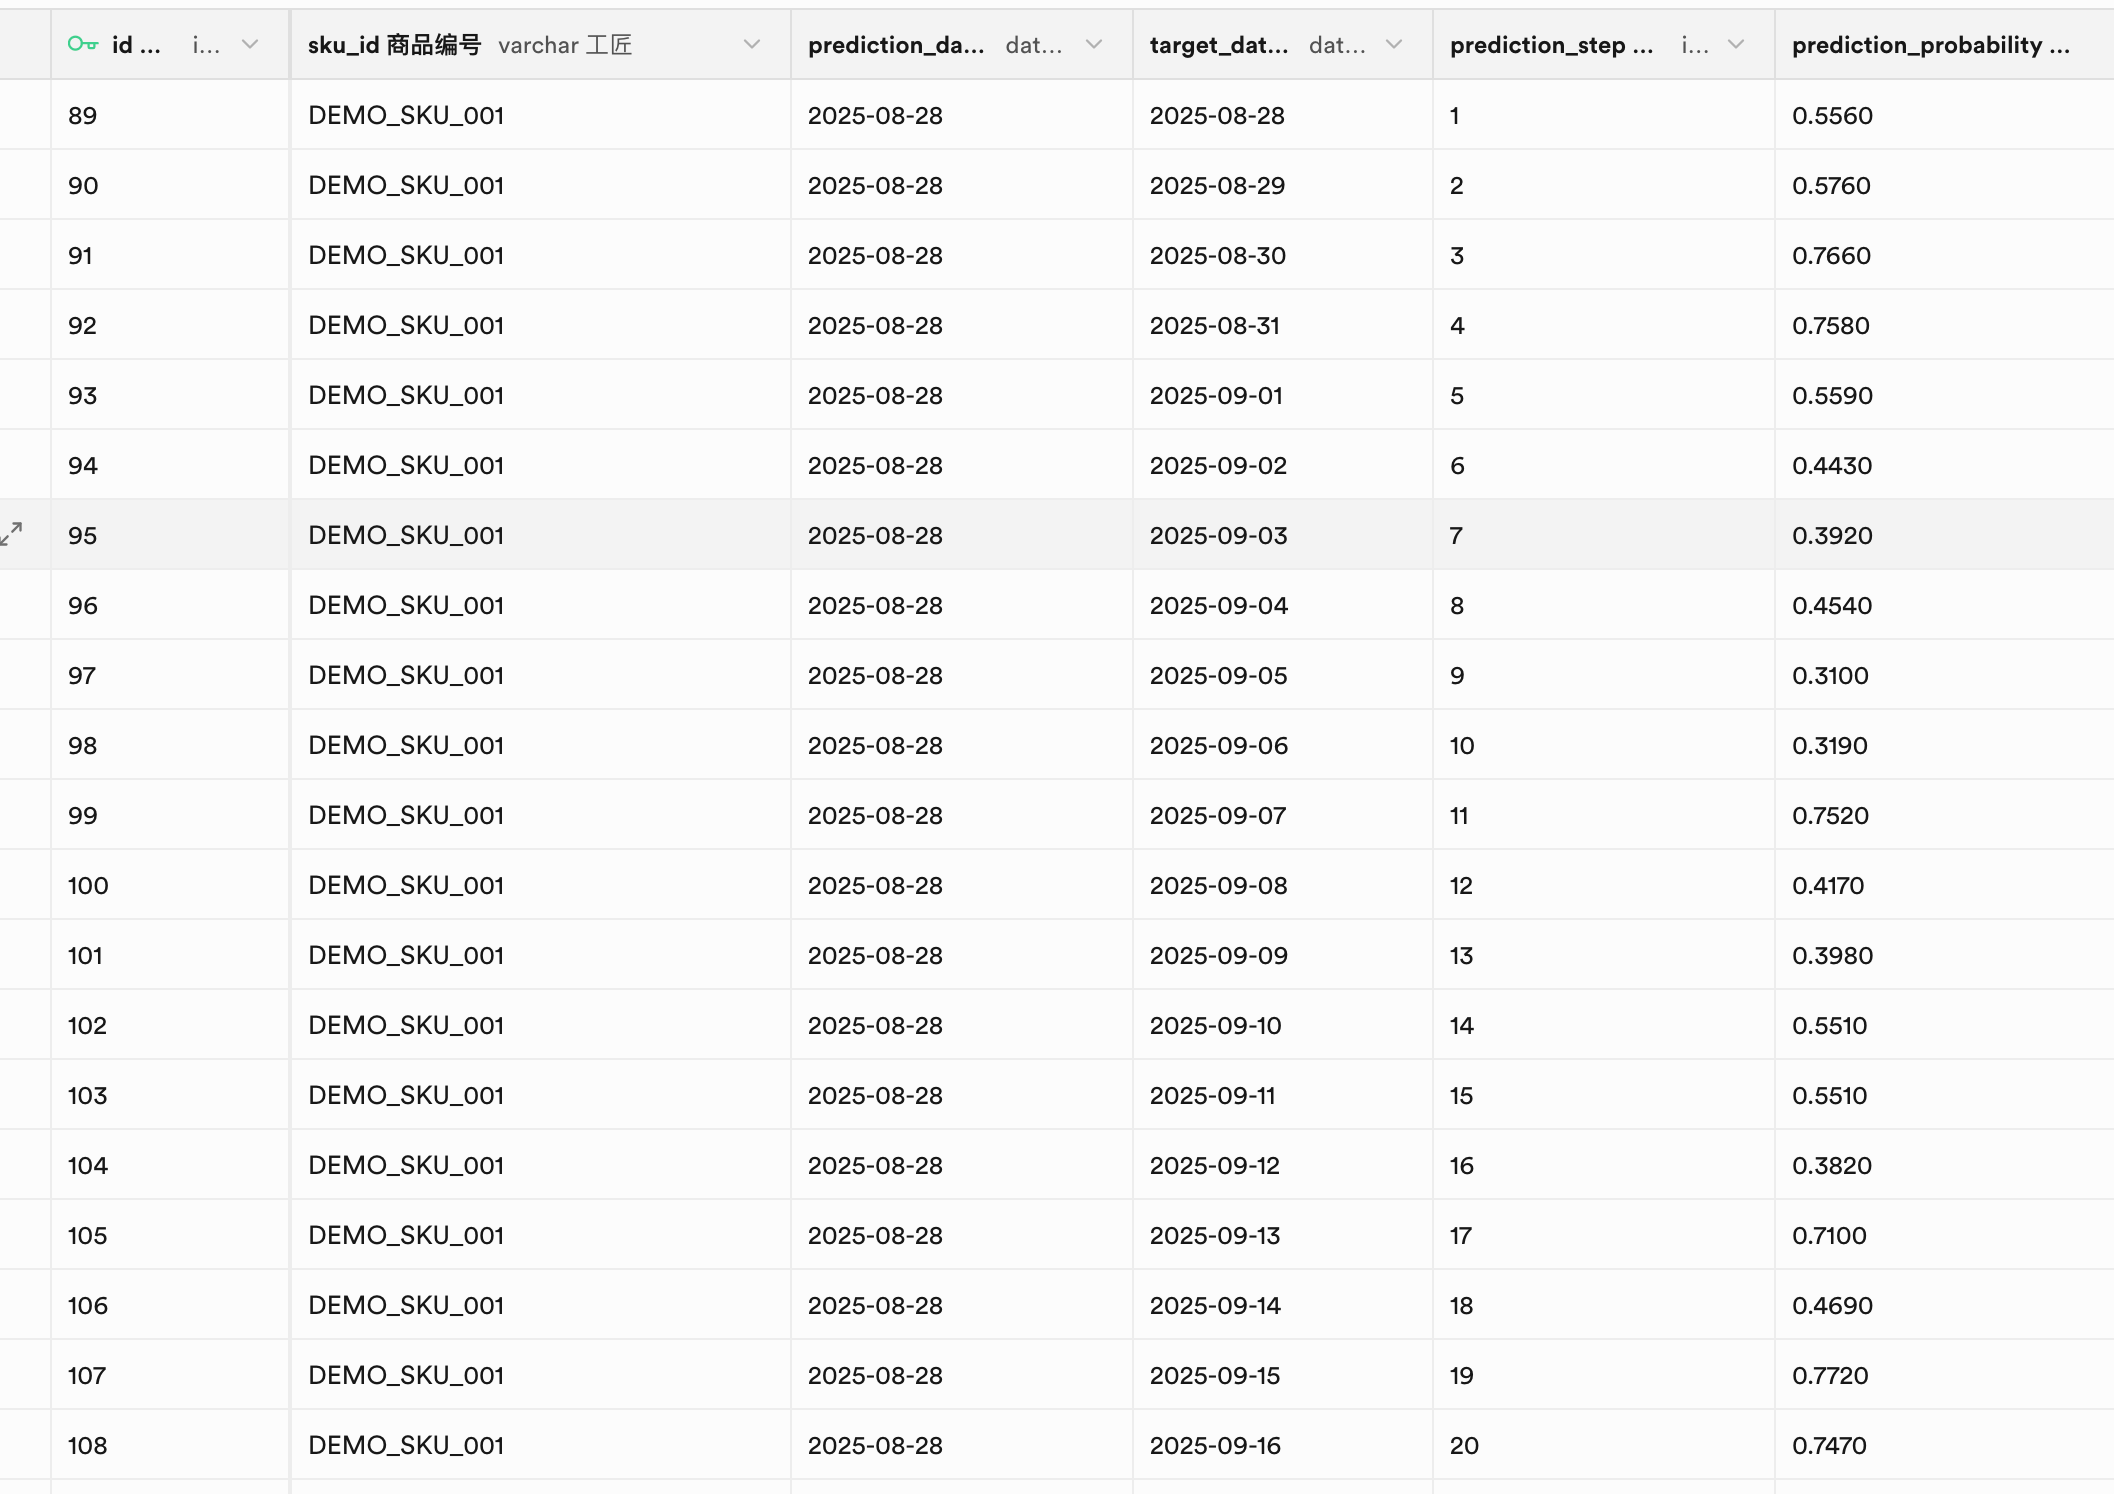 id ... i... sku_id 商品编号 varchar 工匠 prediction_da... dat... target_dat... dat... prediction_step ... i... prediction_probability ...
89 DEMO_SKU_001 2025-08-28 2025-08-28 1 0.5560
90 DEMO_SKU_001 2025-08-28 2025-08-29 2 0.5760
91 DEMO_SKU_001 2025-08-28 2025-08-30 3 0.7660
92 DEMO_SKU_001 2025-08-28 2025-08-31 4 0.7580
93 DEMO_SKU_001 2025-08-28 2025-09-01 5 0.5590
94 DEMO_SKU_001 2025-08-28 2025-09-02 6 0.4430
95 DEMO_SKU_001 2025-08-28 2025-09-03 7 0.3920
96 DEMO_SKU_001 2025-08-28 2025-09-04 8 0.4540
97 DEMO_SKU_001 2025-08-28 2025-09-05 9 0.3100
98 DEMO_SKU_001 2025-08-28 2025-09-06 10 0.3190
99 DEMO_SKU_001 2025-08-28 2025-09-07 11 0.7520
100 DEMO_SKU_001 2025-08-28 2025-09-08 12 0.4170
101 DEMO_SKU_001 2025-08-28 2025-09-09 13 0.3980
102 DEMO_SKU_001 2025-08-28 2025-09-10 14 0.5510
103 DEMO_SKU_001 2025-08-28 2025-09-11 15 0.5510
104 DEMO_SKU_001 2025-08-28 2025-09-12 16 0.3820
105 DEMO_SKU_001 2025-08-28 2025-09-13 17 0.7100
106 DEMO_SKU_001 2025-08-28 2025-09-14 18 0.4690
107 DEMO_SKU_001 2025-08-28 2025-09-15 19 0.7720
108 DEMO_SKU_001 2025-08-28 2025-09-16 20 0.7470